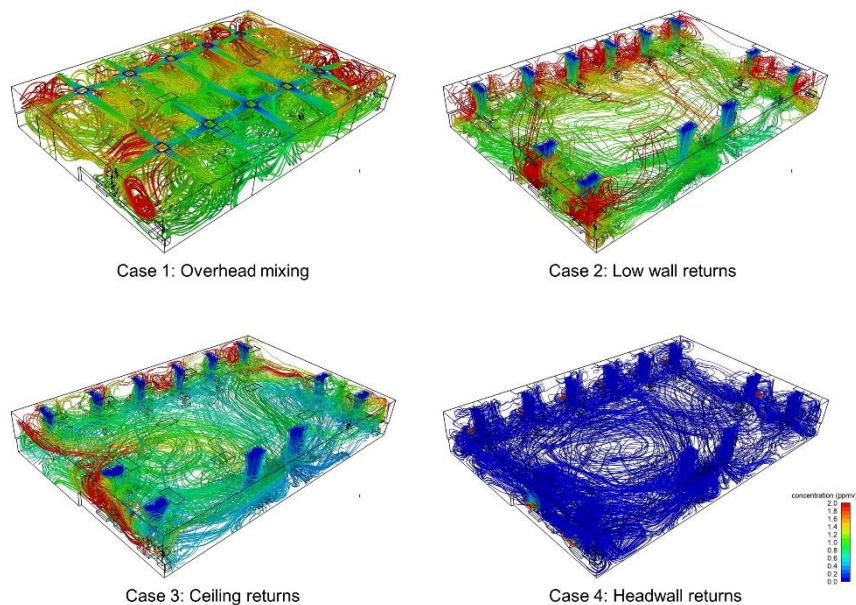 Case 1: Overhead mixing
Case 2: Low wall returns
Case 3: Ceiling returns
Case 4: Headwall returns
concentration (ppmv)
2.0
1.8
1.6
1.4
1.2
1.0
0.8
0.6
0.4
0.2
0.0